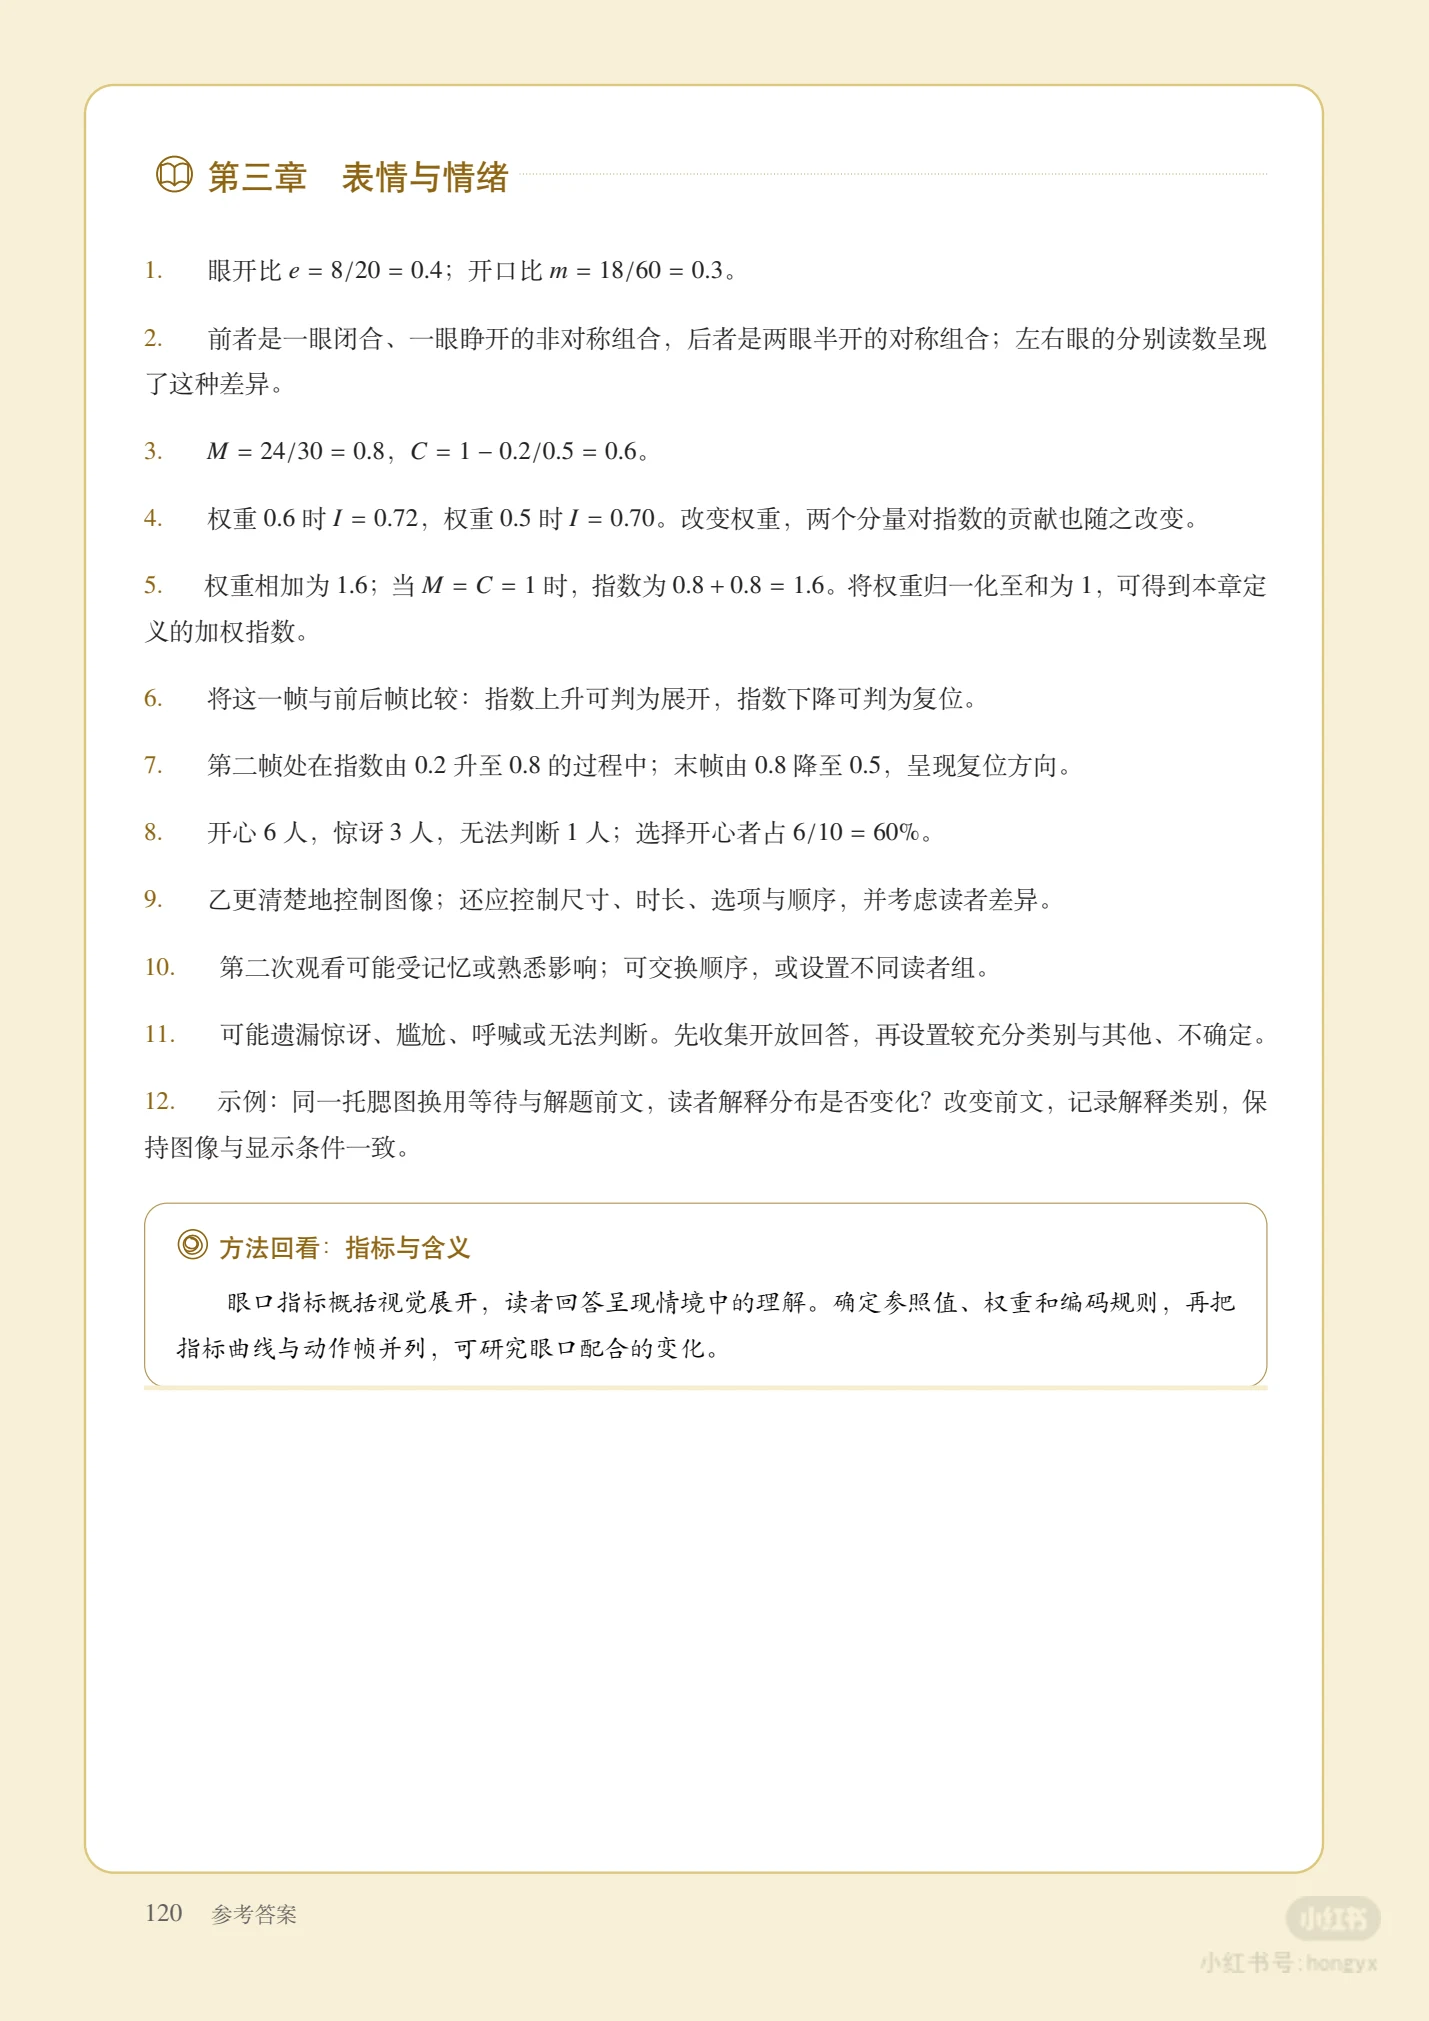 第三章 表情与情绪
1. 眼开比 e = 8/20 = 0.4；开口比 m = 18/60 = 0.3。
2. 前者是一眼闭合、一眼睁开的非对称组合，后者是两眼半开的对称组合；左右眼的分别读数呈现
了这种差异。
3. M = 24/30 = 0.8，C = 1 − 0.2/0.5 = 0.6。
4. 权重 0.6 时 I = 0.72，权重 0.5 时 I = 0.70。改变权重，两个分量对指数的贡献也随之改变。
5. 权重相加为 1.6；当 M = C = 1 时，指数为 0.8 + 0.8 = 1.6。将权重归一化至和为 1，可得到本章定
义的加权指数。
6. 将这一帧与前后帧比较：指数上升可判为展开，指数下降可判为复位。
7. 第二帧处在指数由 0.2 升至 0.8 的过程中；末帧由 0.8 降至 0.5，呈现复位方向。
8. 开心 6 人，惊讶 3 人，无法判断 1 人；选择开心者占 6/10 = 60%。
9. 乙更清楚地控制图像；还应控制尺寸、时长、选项与顺序，并考虑读者差异。
10. 第二次观看可能受记忆或熟悉影响；可交换顺序，或设置不同读者组。
11. 可能遗漏惊讶、尴尬、呼喊或无法判断。先收集开放回答，再设置较充分类别与其他、不确定。
12. 示例：同一托腮图换用等待与解题前文，读者解释分布是否变化？改变前文，记录解释类别，保
持图像与显示条件一致。
方法回看：指标与含义
眼口指标概括视觉展开，读者回答呈现情境中的理解。确定参照值、权重和编码规则，再把
指标曲线与动作帧并列，可研究眼口配合的变化。
120 参考答案
小红书
小红书号:hongyx